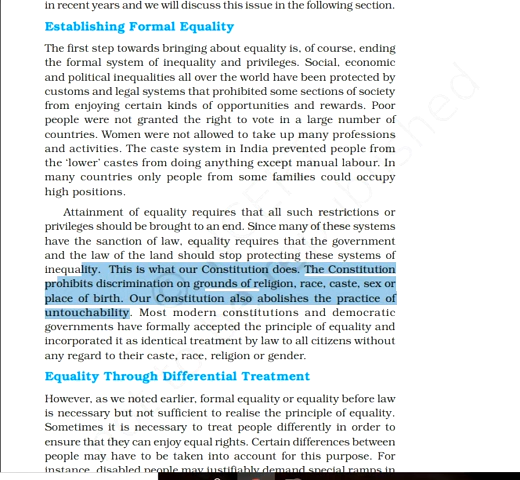 in recent years and we will discuss this issue in the following section.
Establishing Formal Equality
The first step towards bringing about equality is, of course, ending
the formal system of inequality and privileges. Social, economic
and political inequalities all over the world have been protected by
customs and legal systems that prohibited some sections of society
from enjoying certain kinds of opportunities and rewards. Poor
people were not granted the right to vote in a large number of
countries. Women were not allowed to take up many professions
and activities. The caste system in India prevented people from
the ‘lower’ castes from doing anything except manual labour. In
many countries only people from some families could occupy
high positions.
Attainment of equality requires that all such restrictions or
privileges should be brought to an end. Since many of these systems
have the sanction of law, equality requires that the government
and the law of the land should stop protecting these systems of
inequality. This is what our Constitution does. The Constitution
prohibits discrimination on grounds of religion, race, caste, sex or
place of birth. Our Constitution also abolishes the practice of
untouchability. Most modern constitutions and democratic
governments have formally accepted the principle of equality and
incorporated it as identical treatment by law to all citizens without
any regard to their caste, race, religion or gender.
Equality Through Differential Treatment
However, as we noted earlier, formal equality or equality before law
is necessary but not sufficient to realise the principle of equality.
Sometimes it is necessary to treat people differently in order to
ensure that they can enjoy equal rights. Certain differences between
people may have to be taken into account for this purpose. For
instance, disabled people may justifiably demand special ramps in